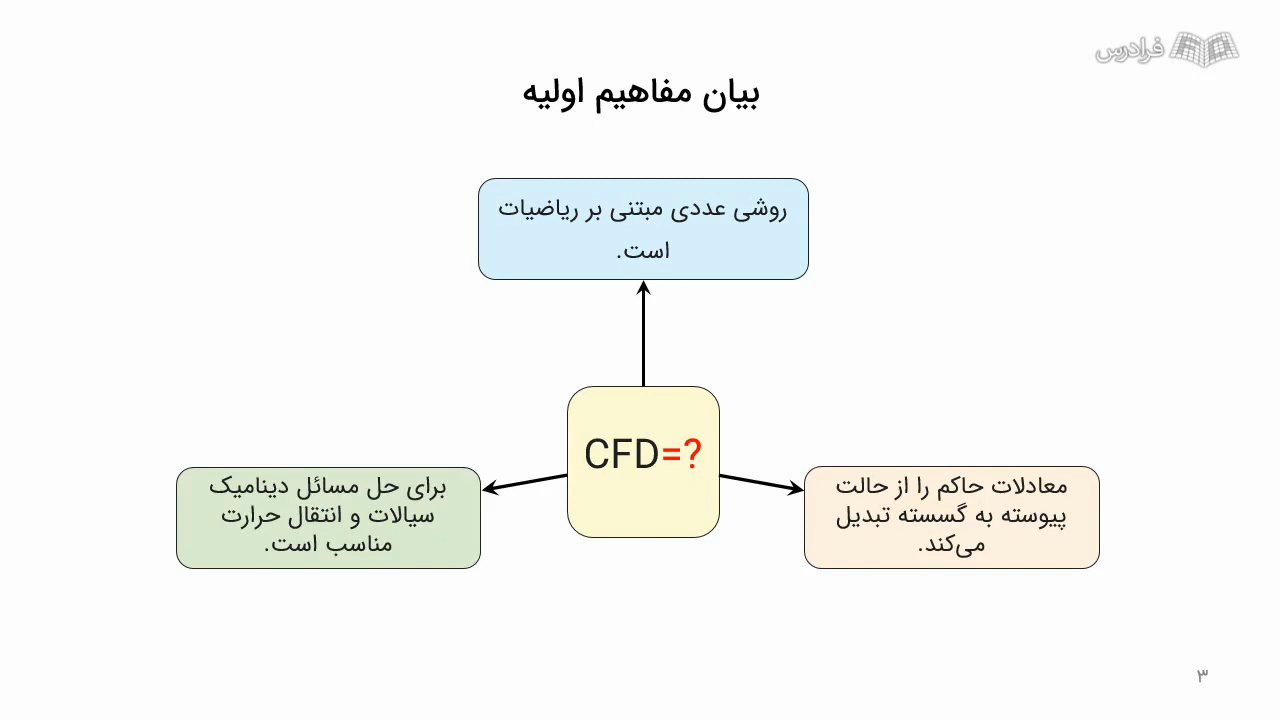 فرادرس
بیان مفاهیم اولیه
روشی عددی مبتنی بر ریاضیات
است.
CFD=?
معادلات حاکم را از حالت
پیوسته به گسسته تبدیل
می‌کند.
برای حل مسائل دینامیک
سیالات و انتقال حرارت
مناسب است.
۳